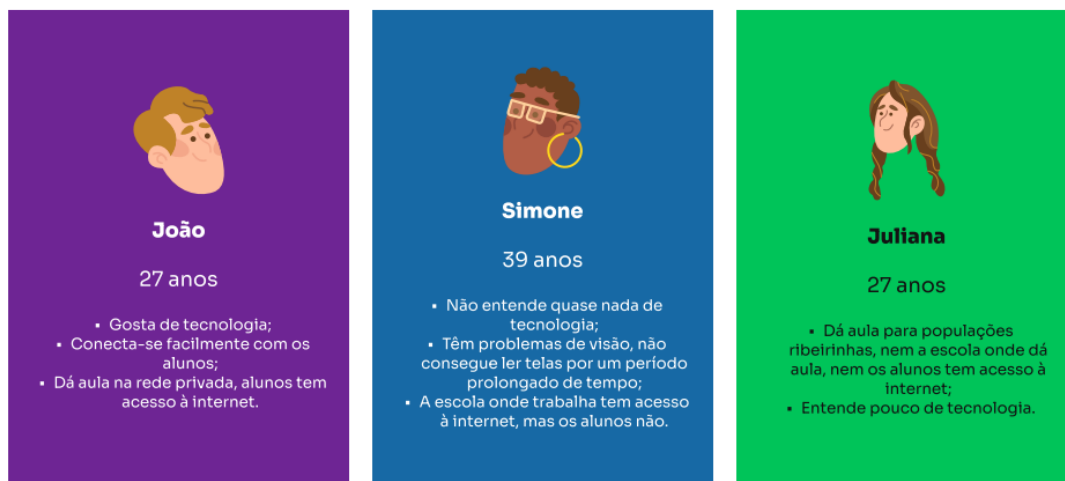 João
27 anos
▪ Gosta de tecnologia;
▪ Conecta-se facilmente com os
alunos;
▪ Dá aula na rede privada, alunos tem
acesso à internet.
Simone
39 anos
▪ Não entende quase nada de
tecnologia;
▪ Têm problemas de visão, não
consegue ler telas por um período
prolongado de tempo;
▪ A escola onde trabalha tem acesso
à internet, mas os alunos não.
Juliana
27 anos
▪ Dá aula para populações
ribeirinhas, nem a escola onde dá
aula, nem os alunos tem acesso à
internet;
▪ Entende pouco de tecnologia.